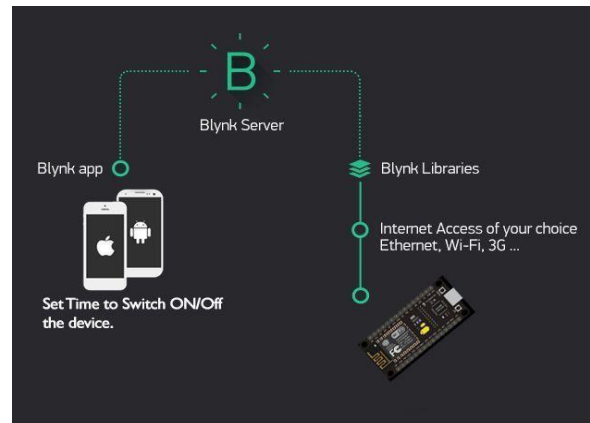 B
Blynk Server
Blynk app
Blynk Libraries
Internet Access of your choice
Ethernet, Wi-Fi, 3G ...
Set Time to Switch ON/Off
the device.
FC